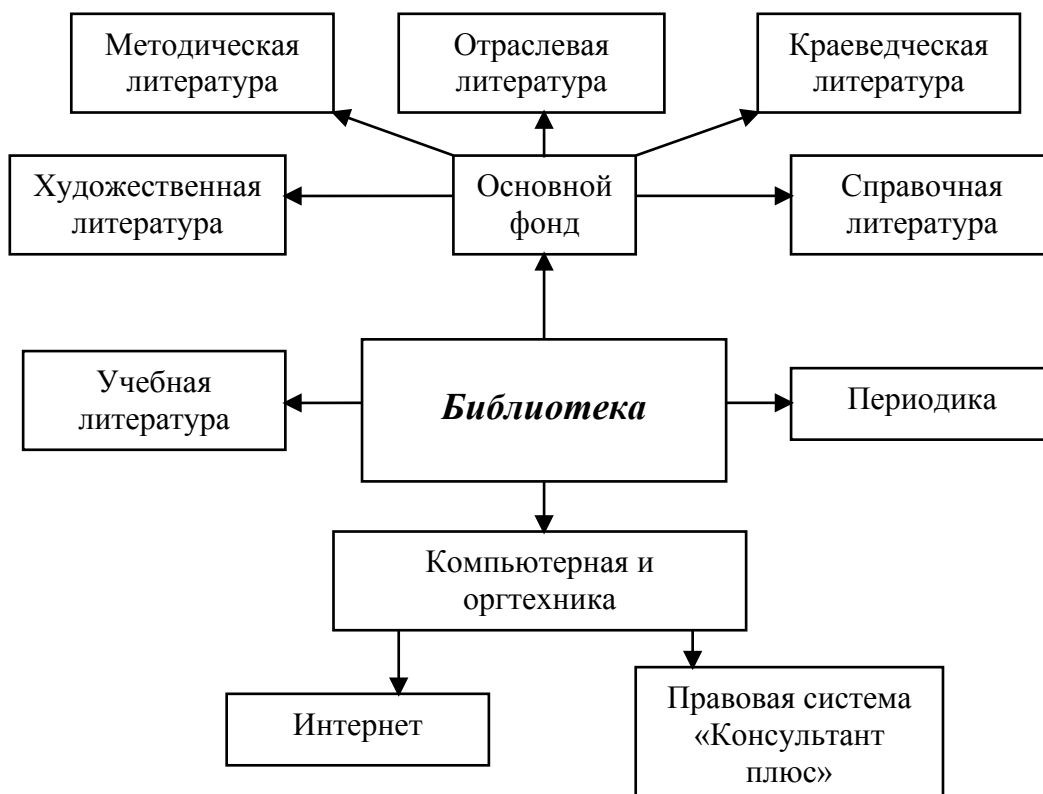 Методическая
литература
Отраслевая
литература
Краеведческая
литература
Художественная
литература
Основной
фонд
Справочная
литература
Учебная
литература
Библиотека
Периодика
Компьютерная и
оргтехника
Интернет
Правовая система
«Консультант
плюс»